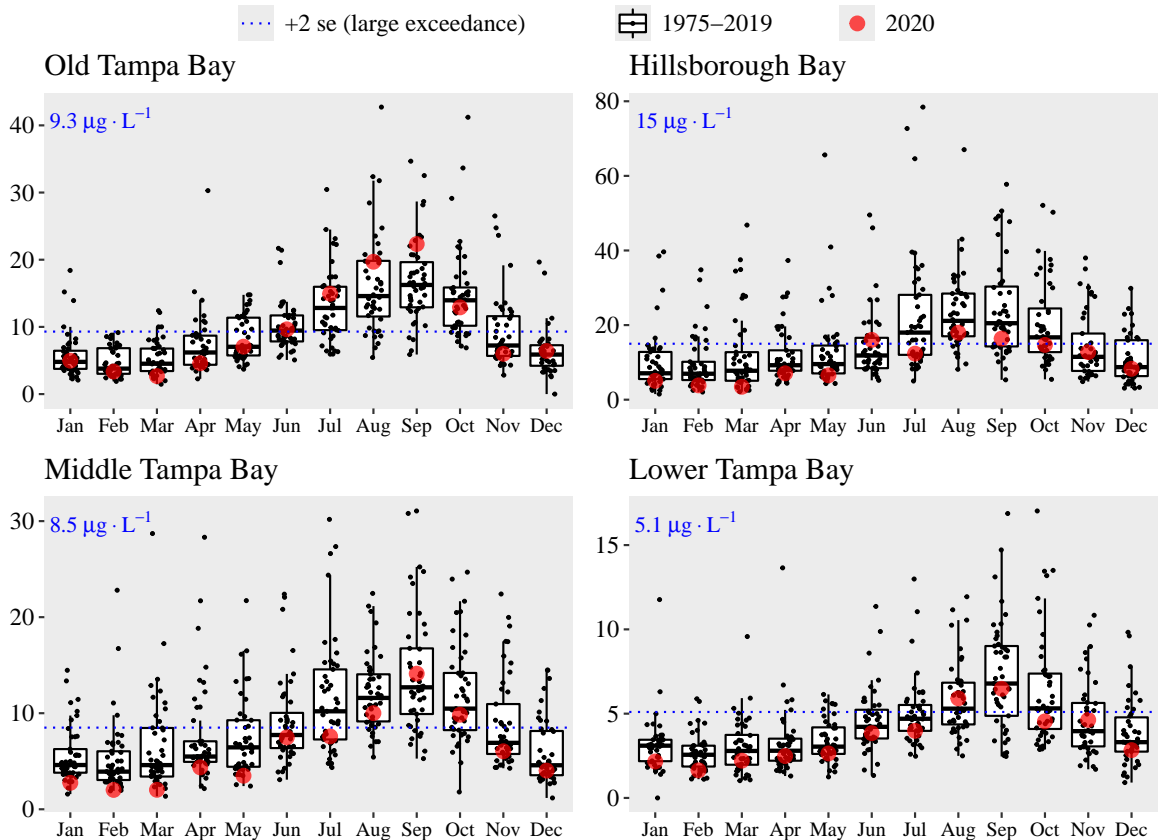 +2 se (large exceedance) 1975–2019 2020
Old Tampa Bay
9.3 μg · L⁻¹
40
30
20
10
0
Jan Feb Mar Apr May Jun Jul Aug Sep Oct Nov Dec
Hillsborough Bay
15 μg · L⁻¹
80
60
40
20
0
Jan Feb Mar Apr May Jun Jul Aug Sep Oct Nov Dec
Middle Tampa Bay
8.5 μg · L⁻¹
30
20
10
0
Jan Feb Mar Apr May Jun Jul Aug Sep Oct Nov Dec
Lower Tampa Bay
5.1 μg · L⁻¹
15
10
5
0
Jan Feb Mar Apr May Jun Jul Aug Sep Oct Nov Dec